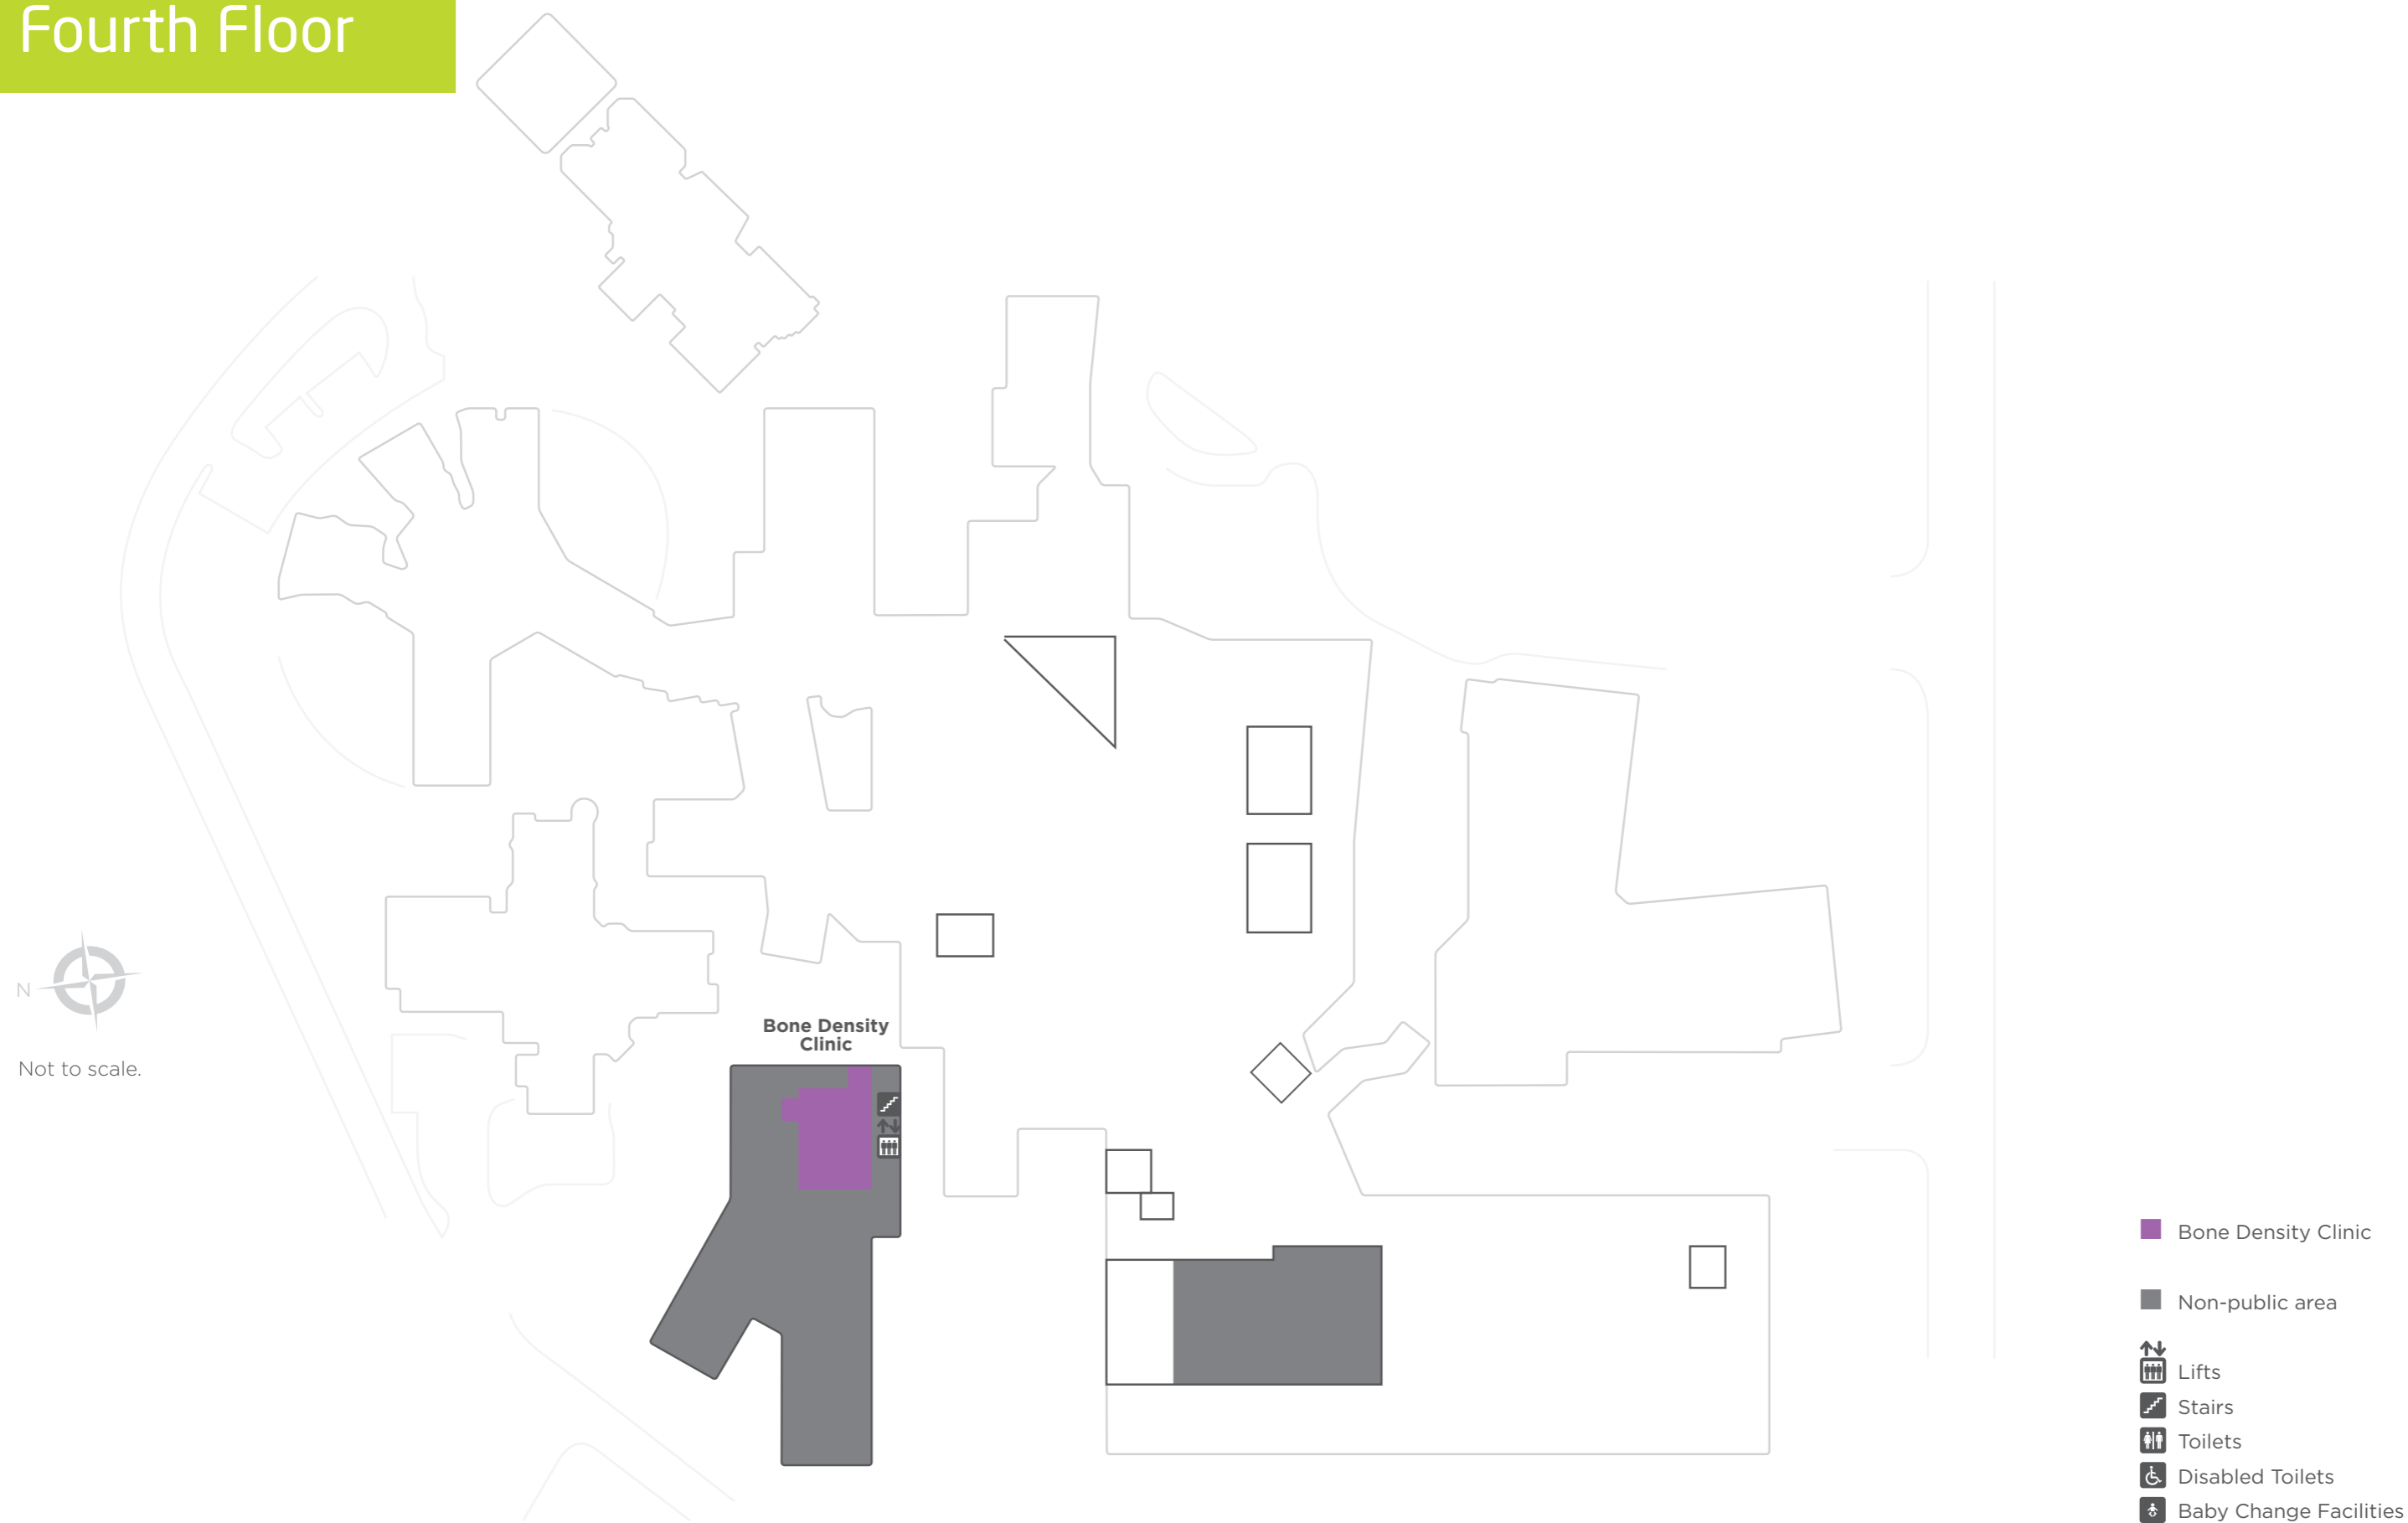 Fourth Floor
N
Not to scale.
Bone Density
Clinic
Bone Density Clinic
Non-public area
Lifts
Stairs
Toilets
Disabled Toilets
Baby Change Facilities